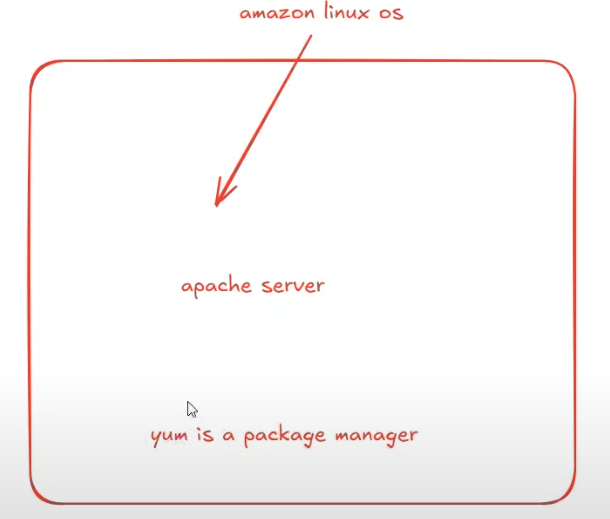 amazon linux os
apache server
yum is a package manager